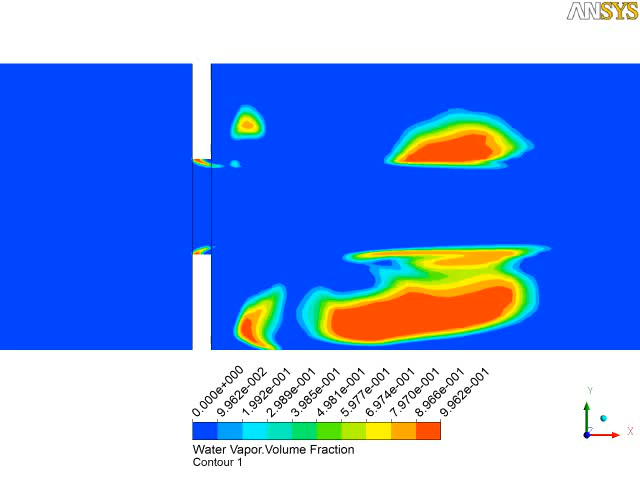 ANSYS
0.000e+000
9.962e-002
1.992e-001
2.989e-001
3.985e-001
4.981e-001
5.977e-001
6.974e-001
7.970e-001
8.966e-001
9.962e-001
Water Vapor.Volume Fraction
Contour 1
Y
Z
X